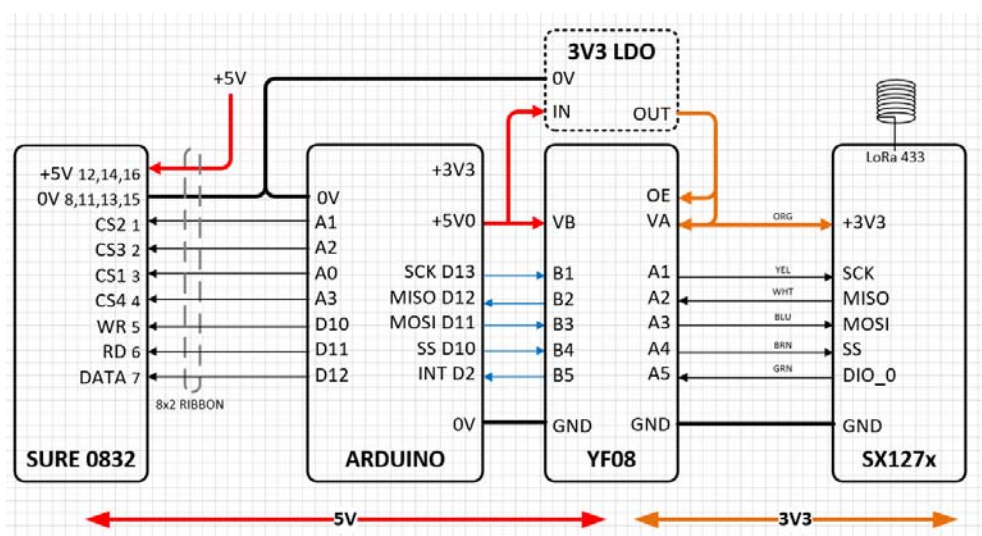 3V3 LDO
0V
IN
OUT
+5V
LoRa 433
+5V 12,14,16
0V 8,11,13,15
CS2 1
CS3 2
CS1 3
CS4 4
WR 5
RD 6
DATA 7
8x2 RIBBON
SURE 0832
0V
A1
A2
A0
A3
D10
D11
D12
+3V3
+5V0
SCK D13
MISO D12
MOSI D11
SS D10
INT D2
0V
ARDUINO
VB
B1
B2
B3
B4
B5
GND
OE
VA
A1
A2
A3
A4
A5
GND
YF08
ORG
YEL
WHT
BLU
BRN
GRN
+3V3
SCK
MISO
MOSI
SS
DIO_0
GND
SX127x
5V
3V3